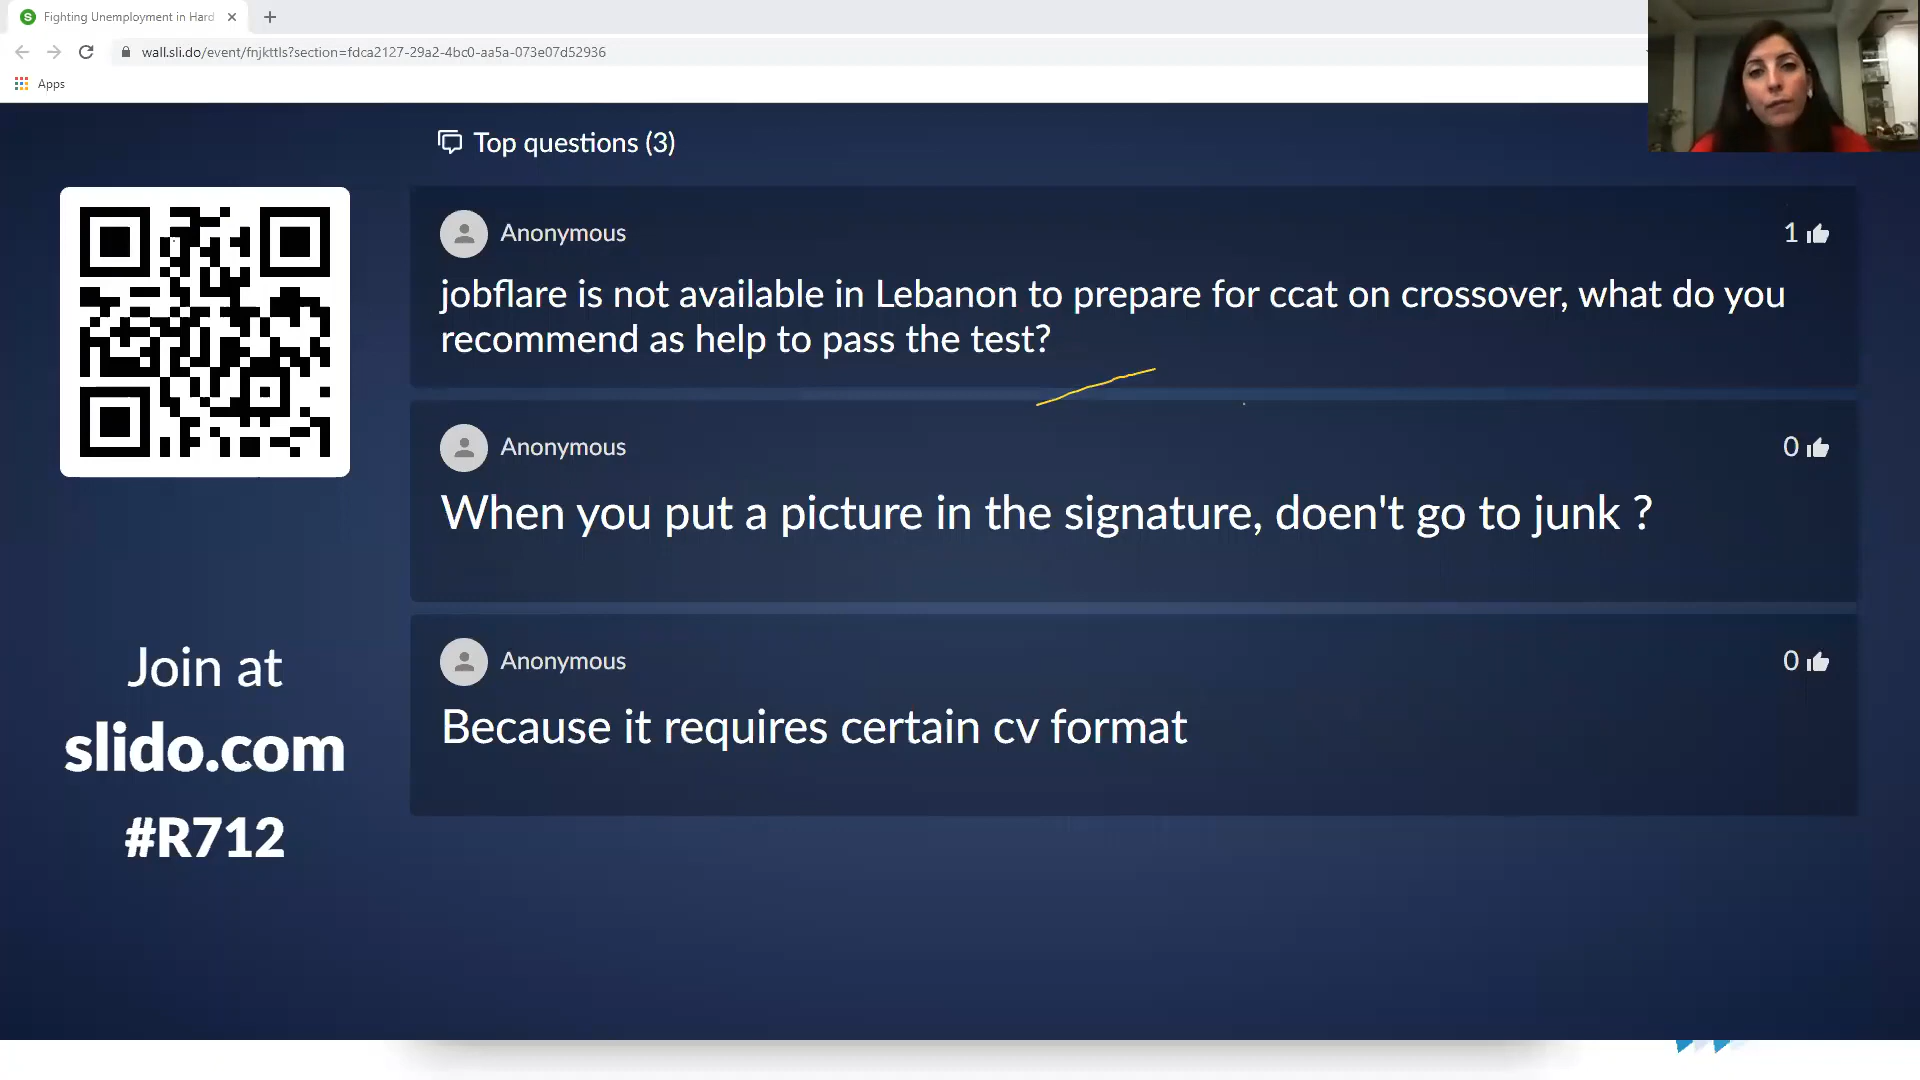 Fighting Unemployment in Hard
wall.sli.do/event/fnjkttls?section=fdca2127-29a2-4bc0-aa5a-073e07d52936
Apps
Top questions (3)
Anonymous
1
jobflare is not available in Lebanon to prepare for ccat on crossover, what do you
recommend as help to pass the test?
Anonymous
0
When you put a picture in the signature, doen't go to junk ?
Anonymous
0
Because it requires certain cv format
Join at
slido.com
#R712